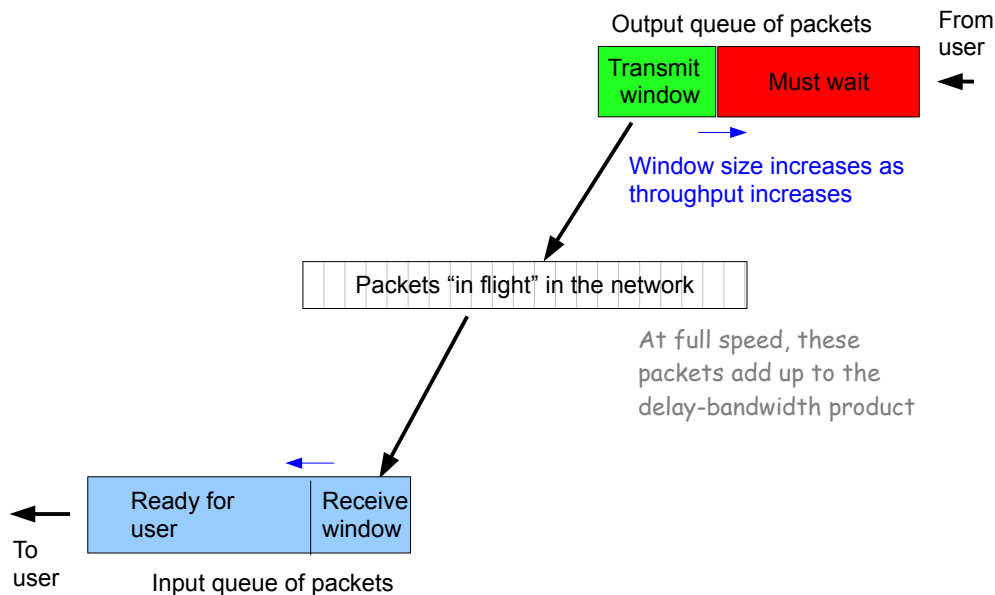 Output queue of packets
From
user
Transmit
window
Must wait
Window size increases as
throughput increases
Packets “in flight” in the network
At full speed, these
packets add up to the
delay-bandwidth product
Ready for
user
Receive
window
To
user
Input queue of packets